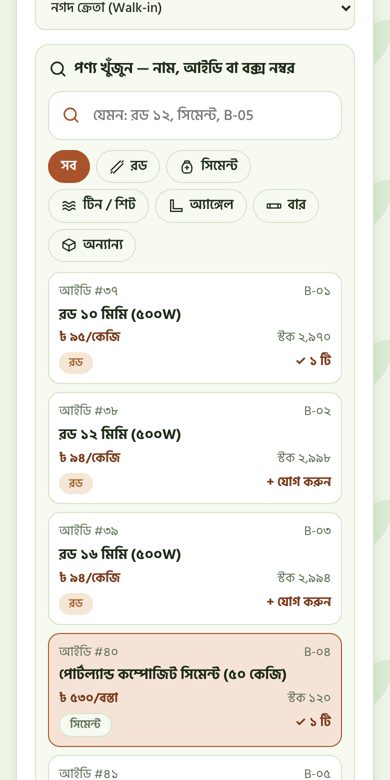 নগদ ক্রেতা (Walk-in)
পণ্য খুঁজুন — নাম, আইডি বা বক্স নম্বর
যেমন: রড ১২, সিমেন্ট, B-05
সব রড সিমেন্ট
টিন / শিট অ্যাঙ্গেল বার
অন্যান্য
আইডি #৩৭ B-০১
রড ১০ মিমি (৫০০W)
৳ ৯৫/কেজি স্টক ২,৯৭০
রড ✓ ১ টি
আইডি #৩৮ B-০২
রড ১২ মিমি (৫০০W)
৳ ৯৪/কেজি স্টক ২,৯৯৮
রড + যোগ করুন
আইডি #৩৯ B-০৩
রড ১৬ মিমি (৫০০W)
৳ ৯৪/কেজি স্টক ২,৯৯৪
রড + যোগ করুন
আইডি #৪০ B-০৪
পোর্টল্যান্ড কম্পোজিট সিমেন্ট (৫০ কেজি)
৳ ৫৩০/বস্তা স্টক ১২০
সিমেন্ট ✓ ১ টি
আইডি #৪১ B-০৫